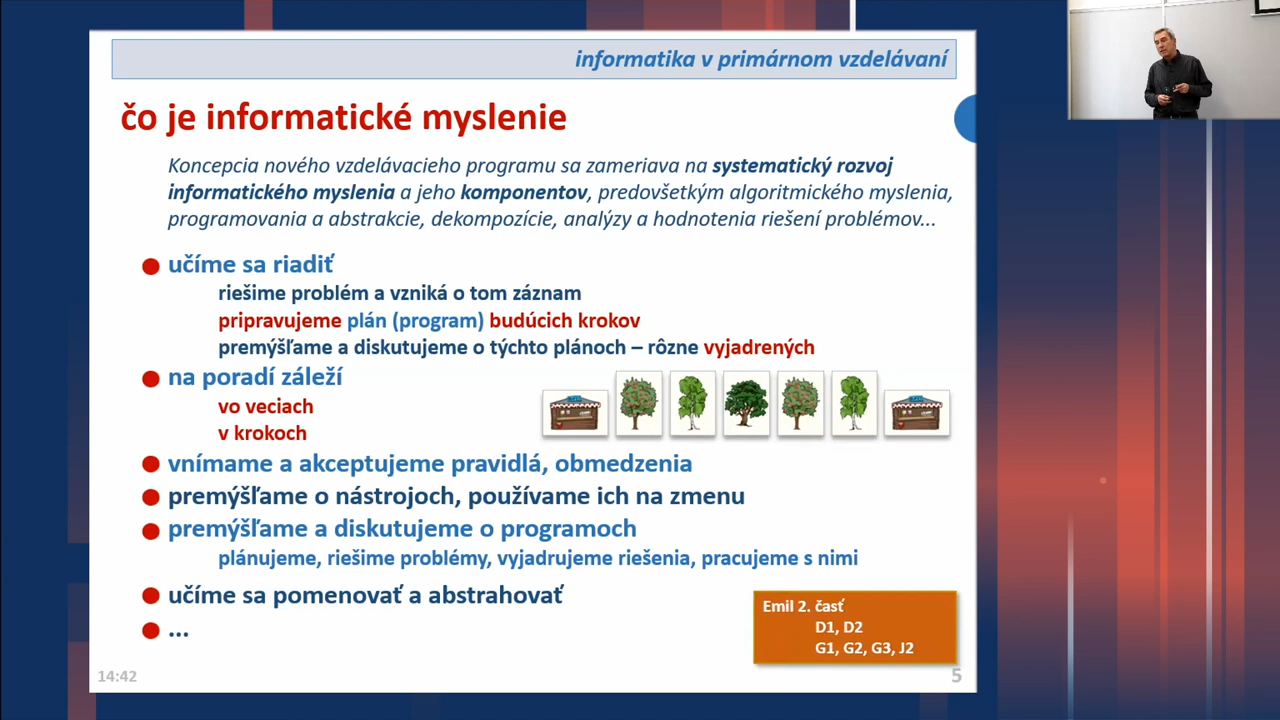 informatika v primárnom vzdelávaní
čo je informatické myslenie
Koncepcia nového vzdelávacieho programu sa zameriava na systematický rozvoj
informatického myslenia a jeho komponentov, predovšetkým algoritmického myslenia,
programovania a abstrakcie, dekompozície, analýzy a hodnotenia riešení problémov...
učíme sa riadiť
riešime problém a vzniká o tom záznam
pripravujeme plán (program) budúcich krokov
premýšľame a diskutujeme o týchto plánoch – rôzne vyjadrených
na poradí záleží
vo veciach
v krokoch
vnímame a akceptujeme pravidlá, obmedzenia
premýšľame o nástrojoch, používame ich na zmenu
premýšľame a diskutujeme o programoch
plánujeme, riešime problémy, vyjadrujeme riešenia, pracujeme s nimi
učíme sa pomenovať a abstrahovať
...
Emil 2. časť
D1, D2
G1, G2, G3, J2
14:42
5